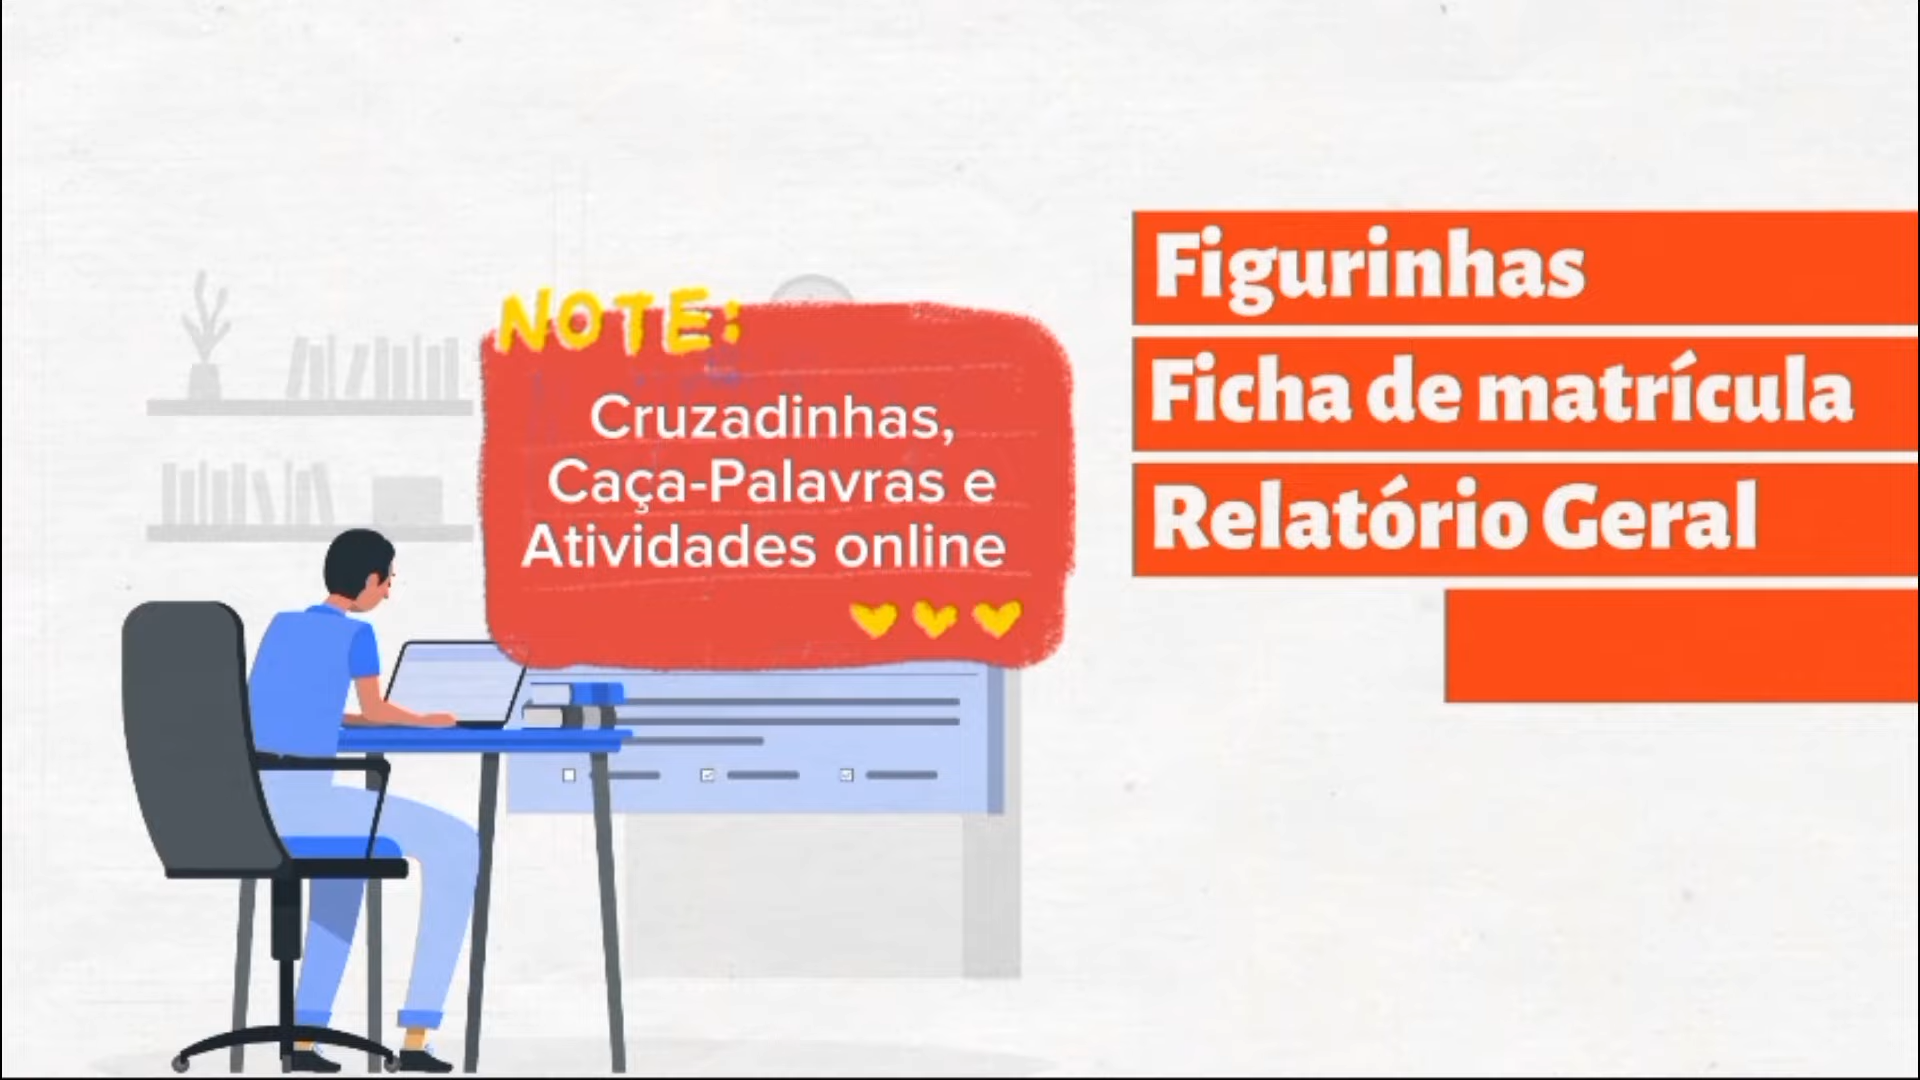 NOTE:
Cruzadinhas,
Caça-Palavras e
Atividades online
Figurinhas
Ficha de matrícula
Relatório Geral